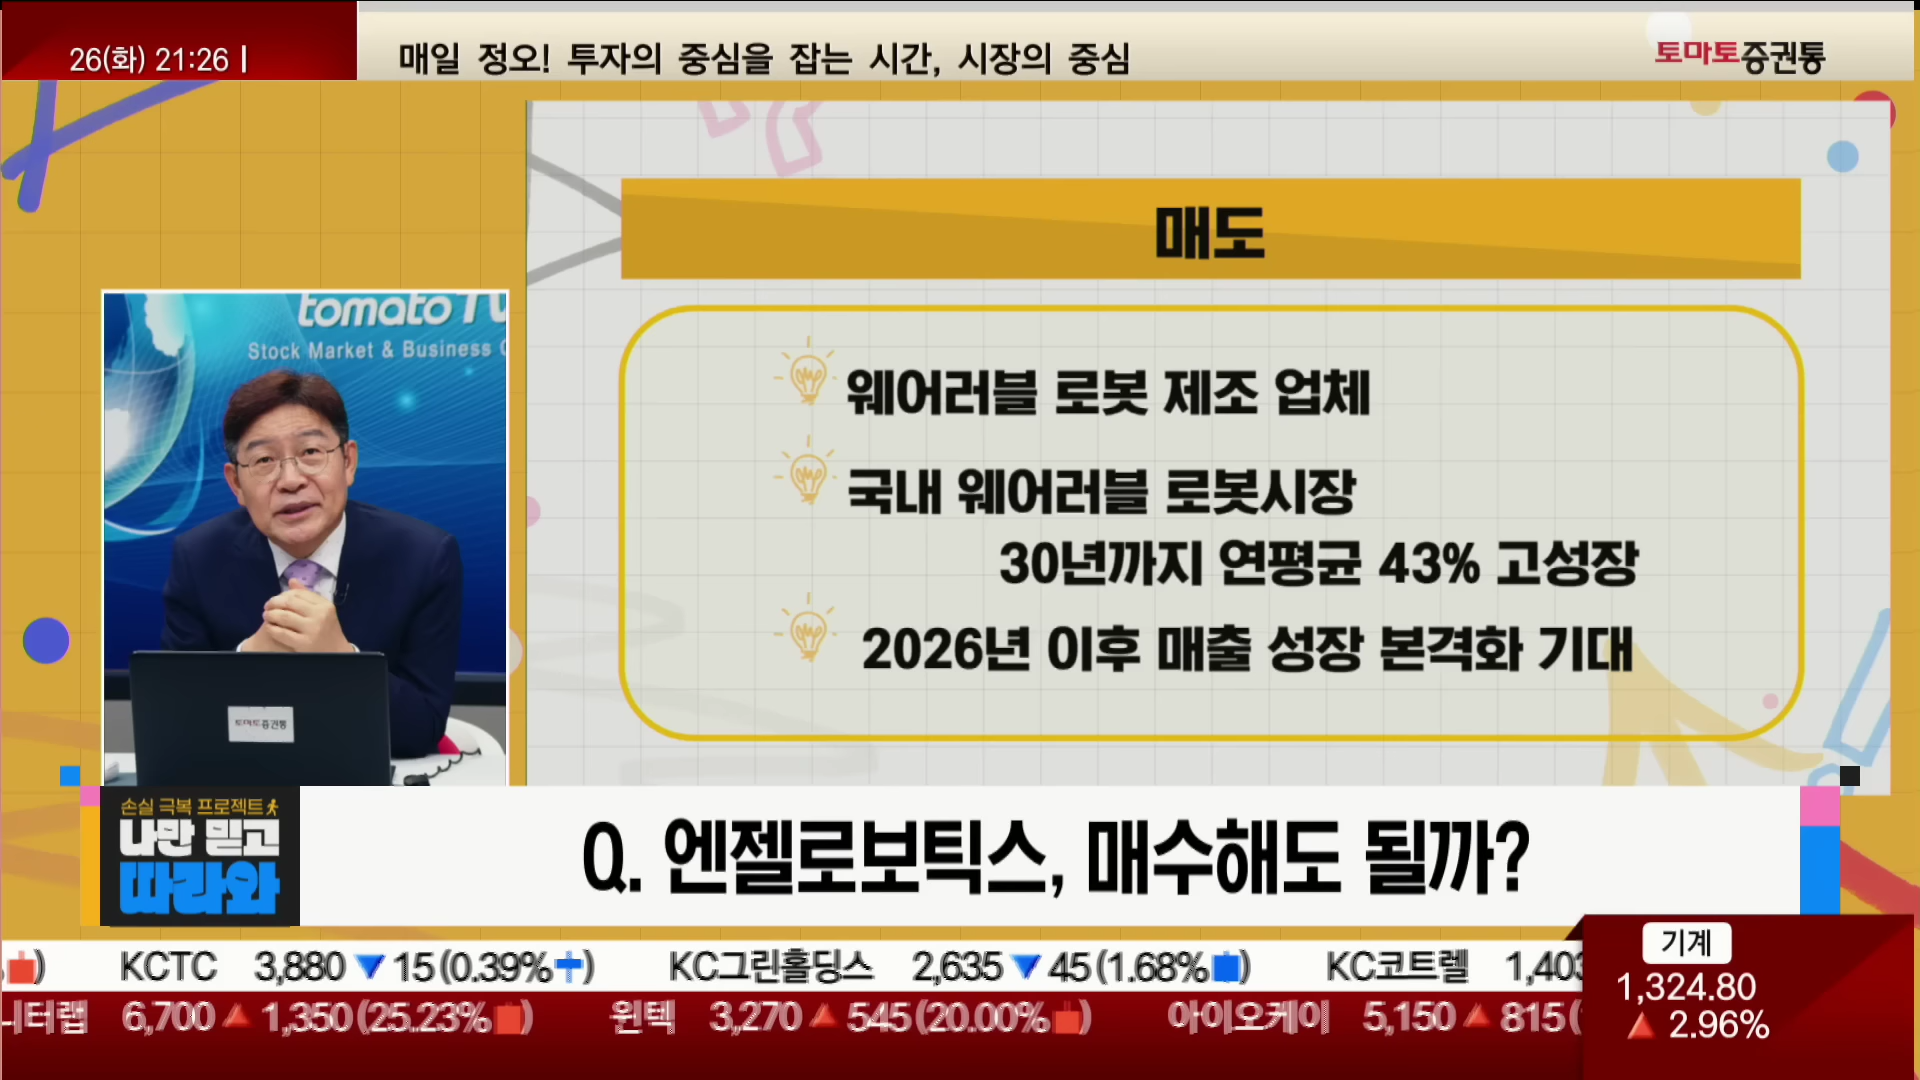 26(화) 21:26
매일 정오! 투자의 중심을 잡는 시간, 시장의 중심
토마토증권통
매도
tomato TV
Stock Market & Business
웨어러블 로봇 제조 업체
국내 웨어러블 로봇시장
30년까지 연평균 43% 고성장
2026년 이후 매출 성장 본격화 기대
토마토증권통
손실 극복 프로젝트
나만 믿고
따라와
Q. 엔젤로보틱스, 매수해도 될까?
KCTC 3,880 ▼ 15 (0.39%) KC그린홀딩스 2,635 ▼ 45 (1.68%) KC코트렐 1,403
니터랩 6,700 ▲ 1,350 (25.23%) 윈텍 3,270 ▲ 545 (20.00%) 아이오케이 5,150 ▲ 815
기계
1,324.80
▲ 2.96%